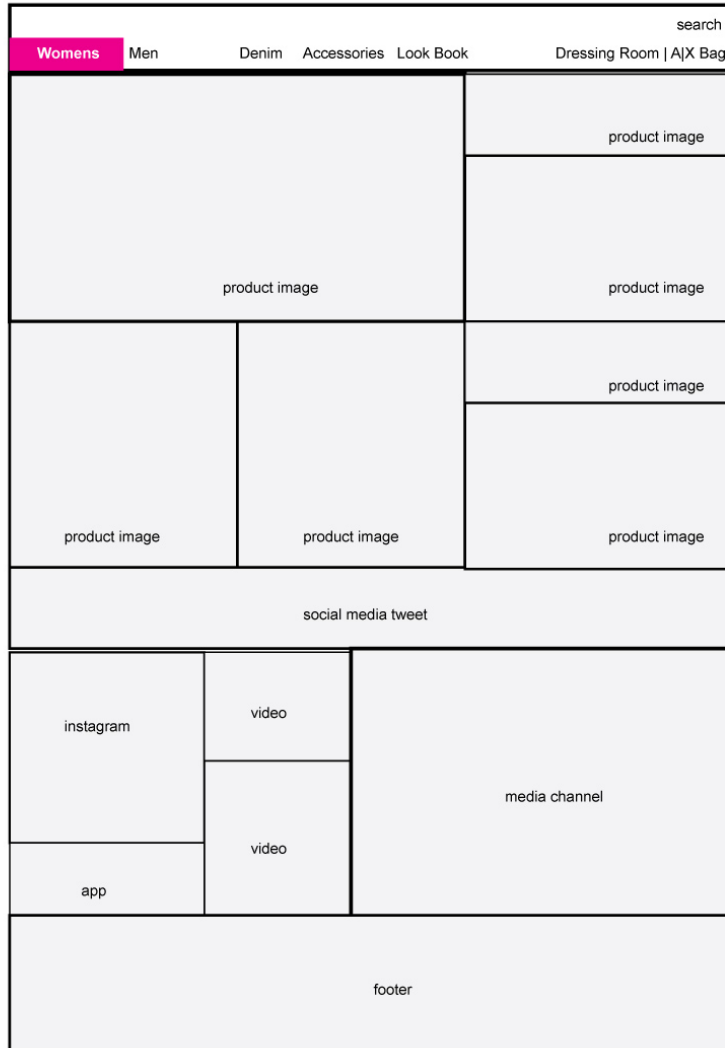 search
Womens Men Denim Accessories Look Book Dressing Room | A|X Bag
product image
product image
product image
product image
product image
product image
product image
social media tweet
instagram
video
media channel
video
app
footer